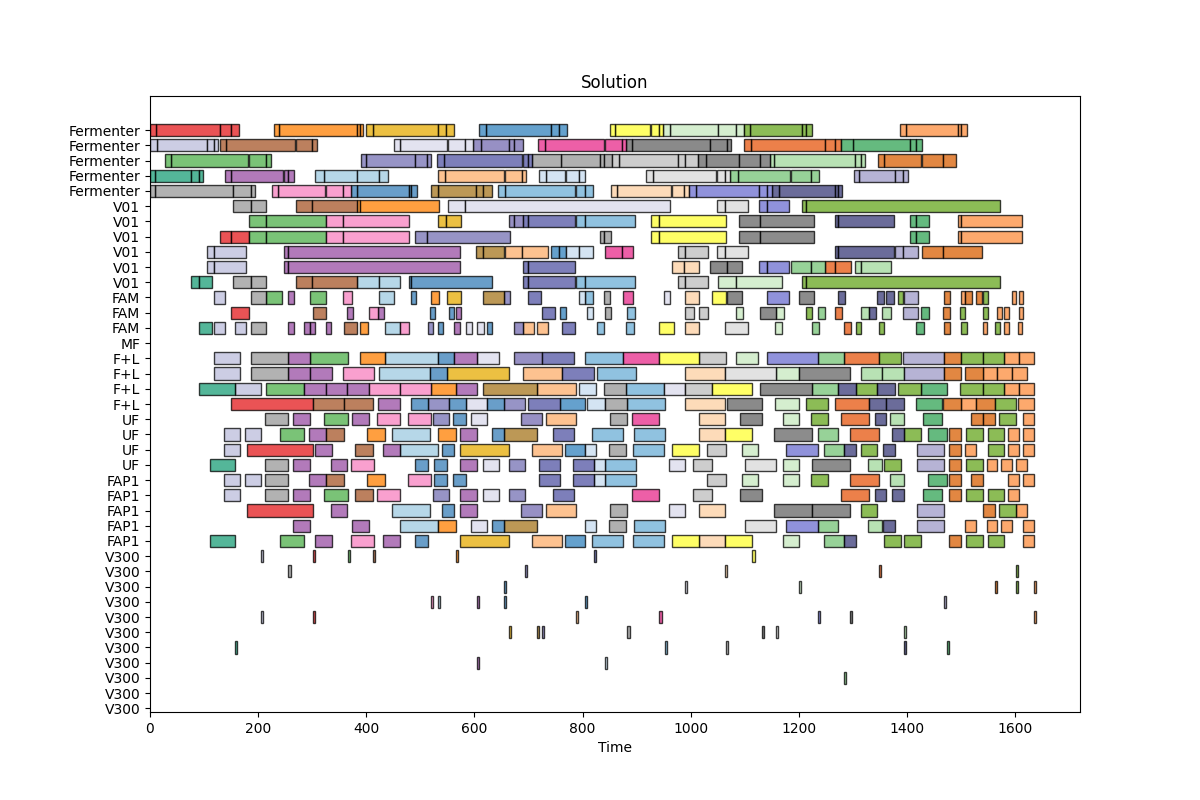 Solution
Fermenter
Fermenter
Fermenter
Fermenter
Fermenter
V01
V01
V01
V01
V01
V01
FAM
FAM
FAM
MF
F+L
F+L
F+L
F+L
UF
UF
UF
UF
FAP1
FAP1
FAP1
FAP1
FAP1
V300
V300
V300
V300
V300
V300
V300
V300
V300
V300
V300
0 200 400 600 800 1000 1200 1400 1600
Time